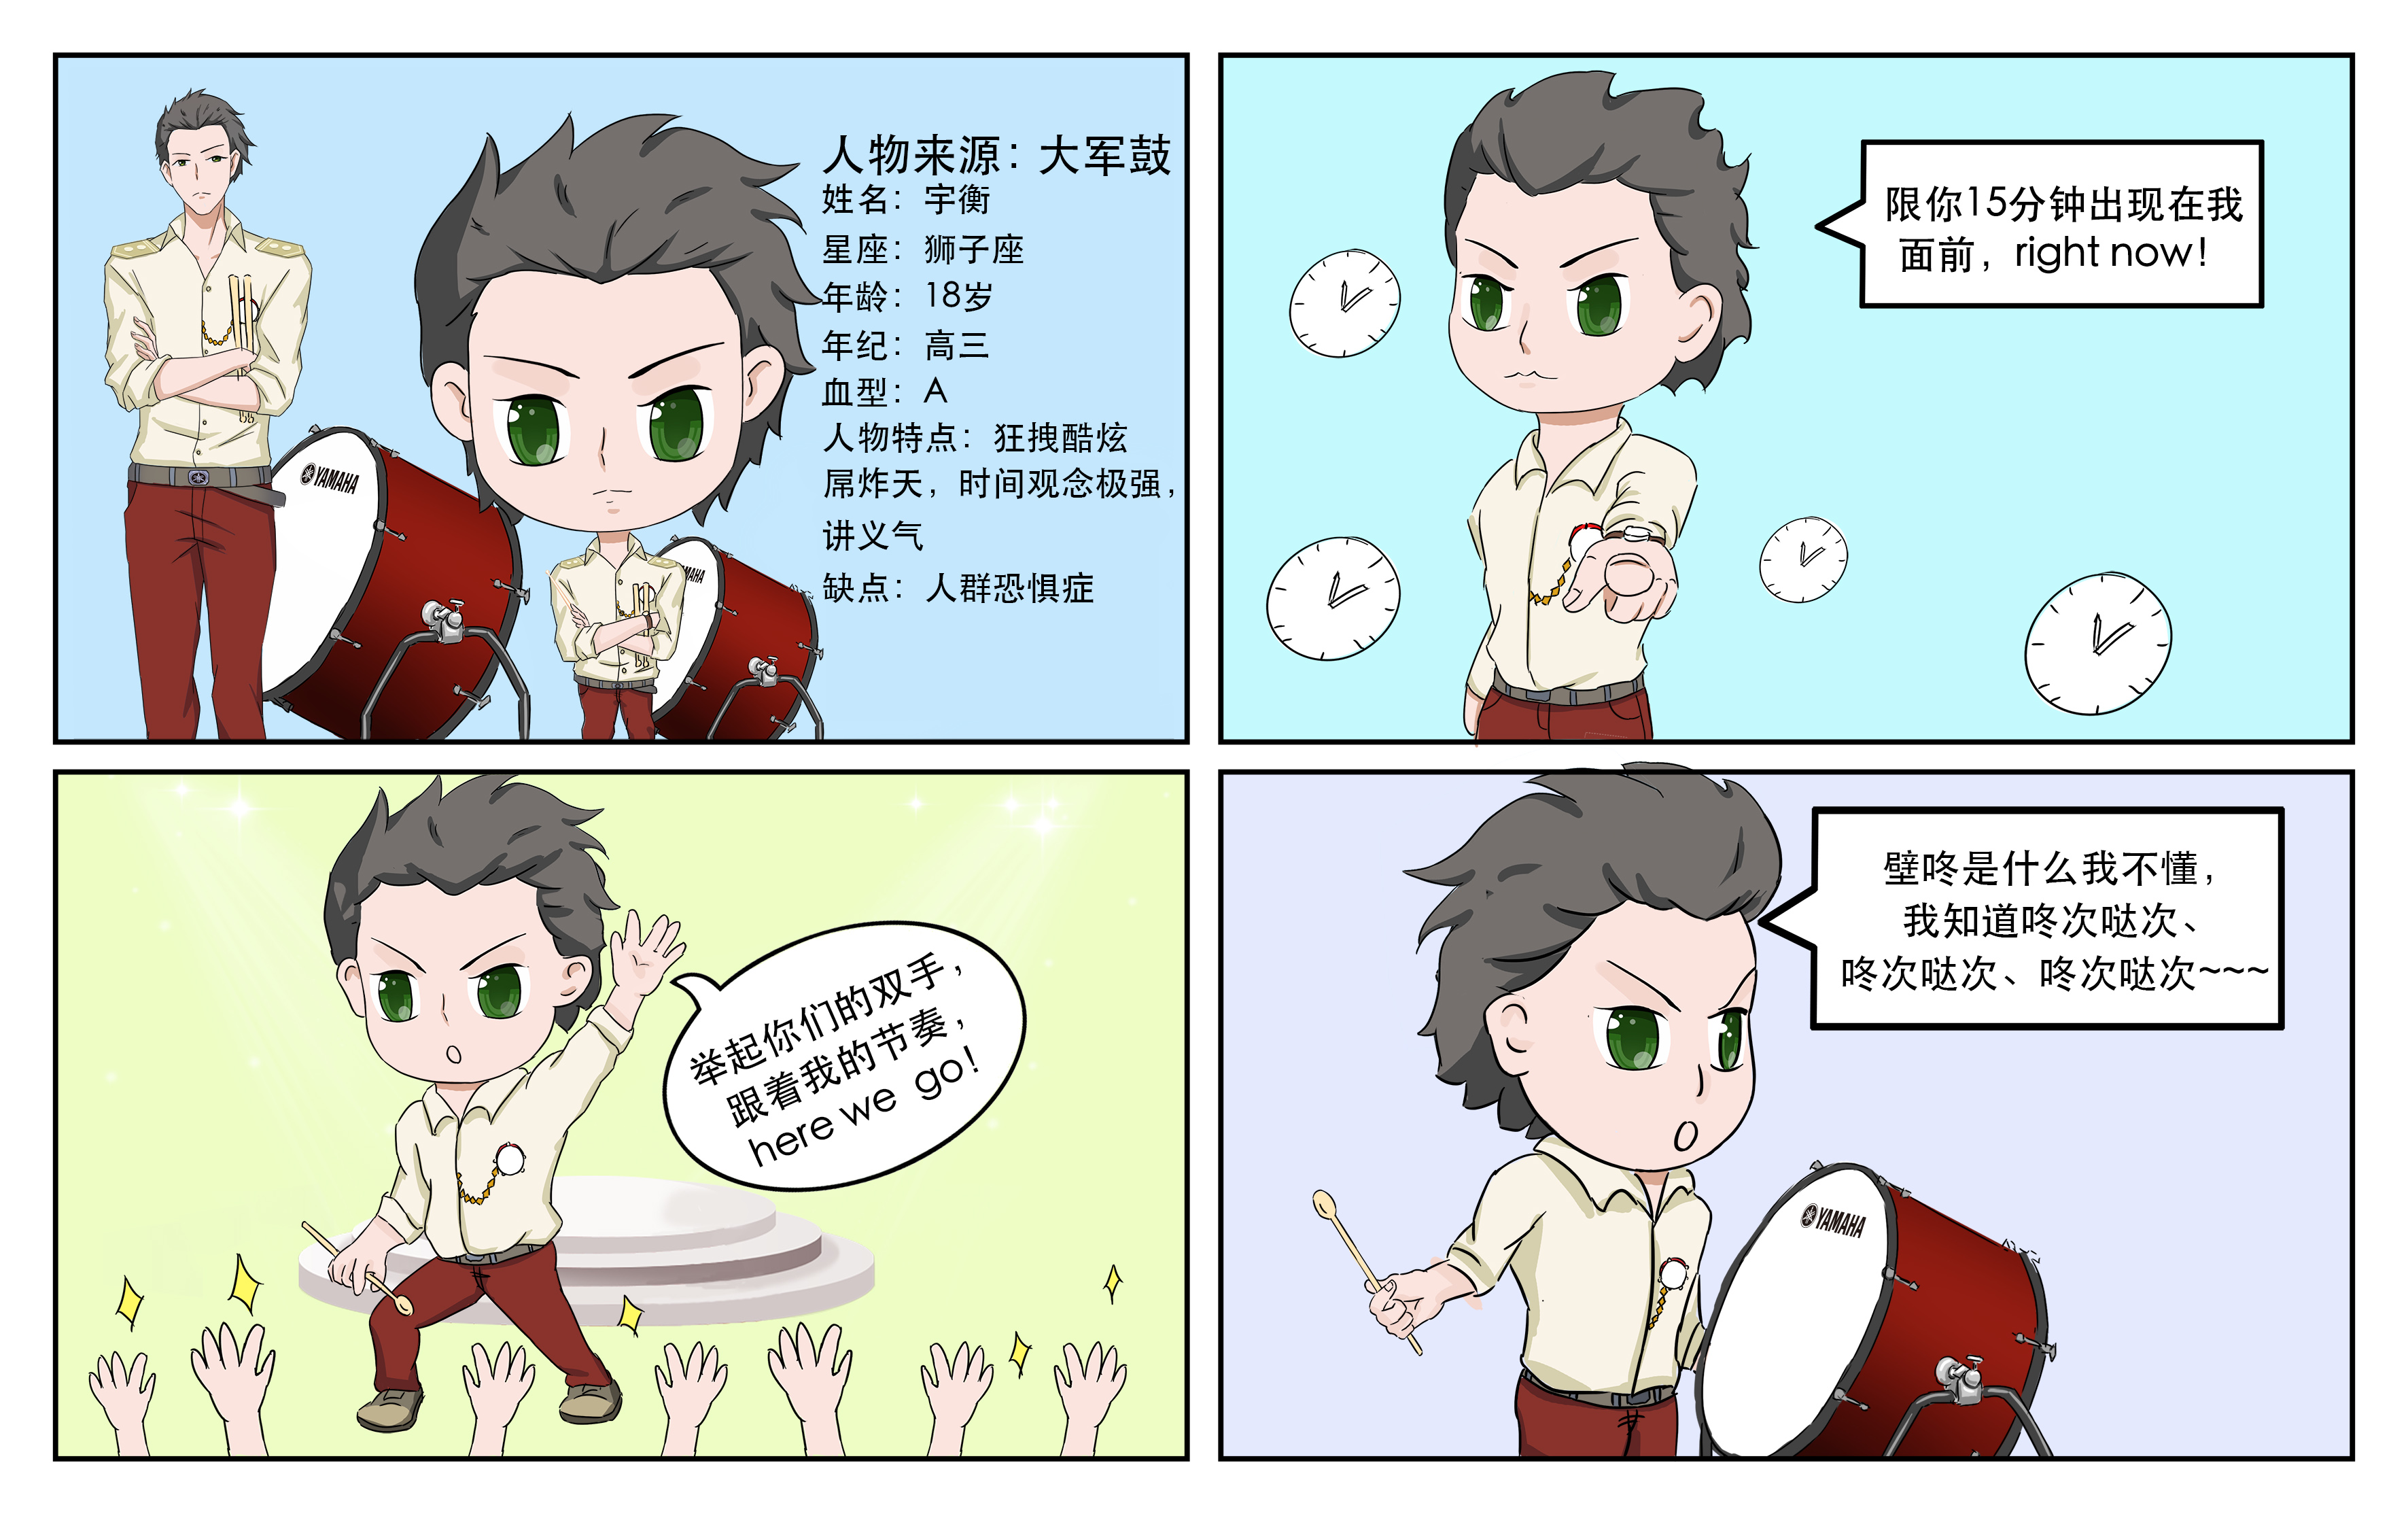 人物来源：大军鼓
姓名：宇衡
星座：狮子座
年龄：18岁
年纪：高三
血型：A
人物特点：狂拽酷炫
屌炸天，时间观念极强，
讲义气
缺点：人群恐惧症
YAMAHA
YAMAHA
限你15分钟出现在我
面前，right now！
举起你们的双手，
跟着我的节奏，
here we go！
壁咚是什么我不懂，
我知道咚次哒次、
咚次哒次、咚次哒次~~~
YAMAHA